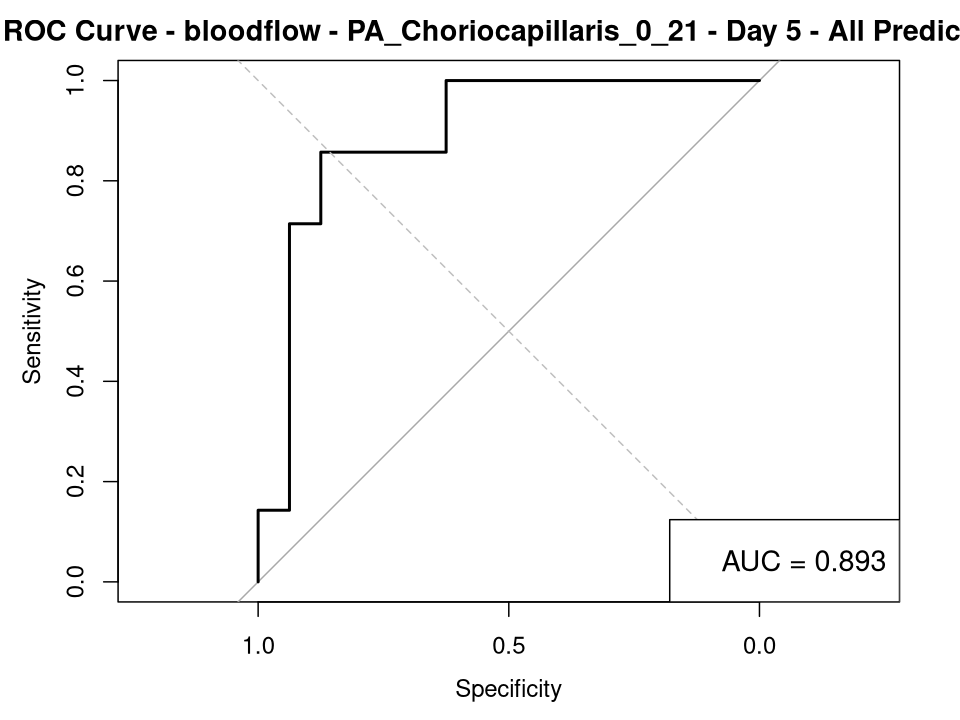 ROC Curve - bloodflow - PA_Choriocapillaris_0_21 - Day 5 - All Predic
1.0
0.8
0.6
0.4
0.2
0.0
Sensitivity
AUC = 0.893
1.0 0.5 0.0
Specificity